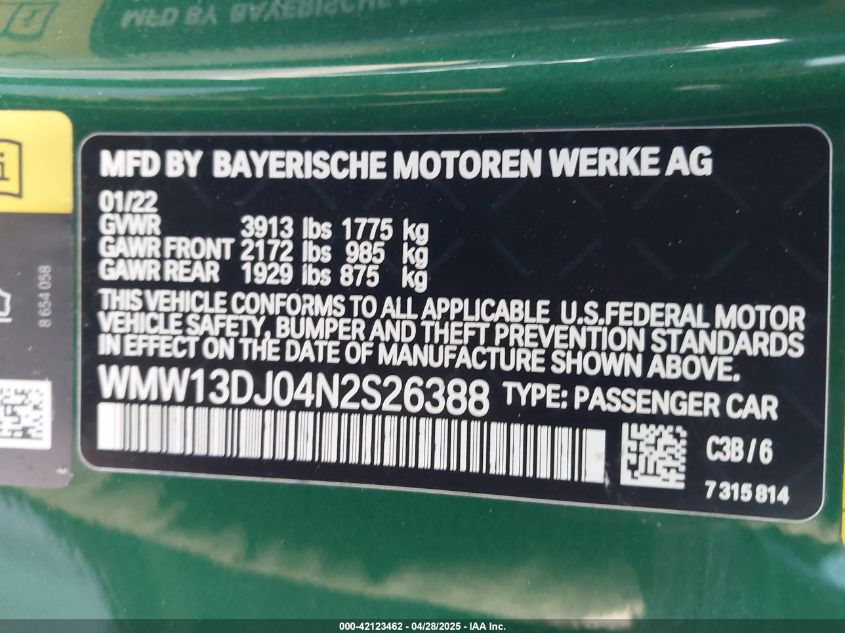 MFD BY BAYERISCHE MOTOREN WERKE AG
01/22
GVWR 3913 lbs 1775 kg
GAWR FRONT 2172 lbs 985 kg
GAWR REAR 1929 lbs 875 kg
THIS VEHICLE CONFORMS TO ALL APPLICABLE U.S.FEDERAL MOTOR
VEHICLE SAFETY, BUMPER AND THEFT PREVENTION STANDARDS
IN EFFECT ON THE DATE OF MANUFACTURE SHOWN ABOVE.
WMW13DJ04N2S26388 TYPE: PASSENGER CAR
C3B / 6
7 315 814
8 654 058
i
000-42123462 - 04/28/2025 - IAA Inc.